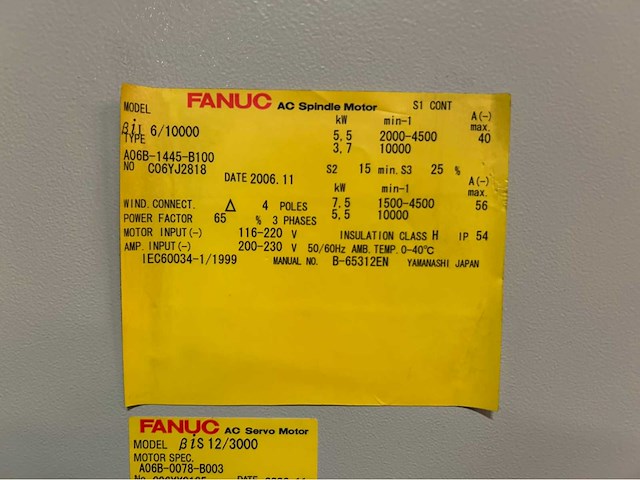 FANUC AC Spindle Motor S1 CONT
MODEL kW min-1 A(~) max.
βiI 6/10000 5,5 2000-4500 40
TYPE 3,7 10000
A06B-1445-B100
NO C06YJ2818 S2 15 min. S3 25 %
DATE 2006.11 kW min-1 A(~) max.
WIND. CONNECT. Δ 4 POLES 7,5 1500-4500 56
POWER FACTOR 65 % 3 PHASES 5,5 10000
MOTOR INPUT(~) 116-220 V INSULATION CLASS H IP 54
AMP. INPUT(~) 200-230 V 50/60Hz AMB. TEMP. 0-40℃
IEC60034-1/1999 MANUAL NO. B-65312EN YAMANASHI JAPAN
FANUC AC Servo Motor
MODEL βiS 12/3000
MOTOR SPEC.
A06B-0078-B003